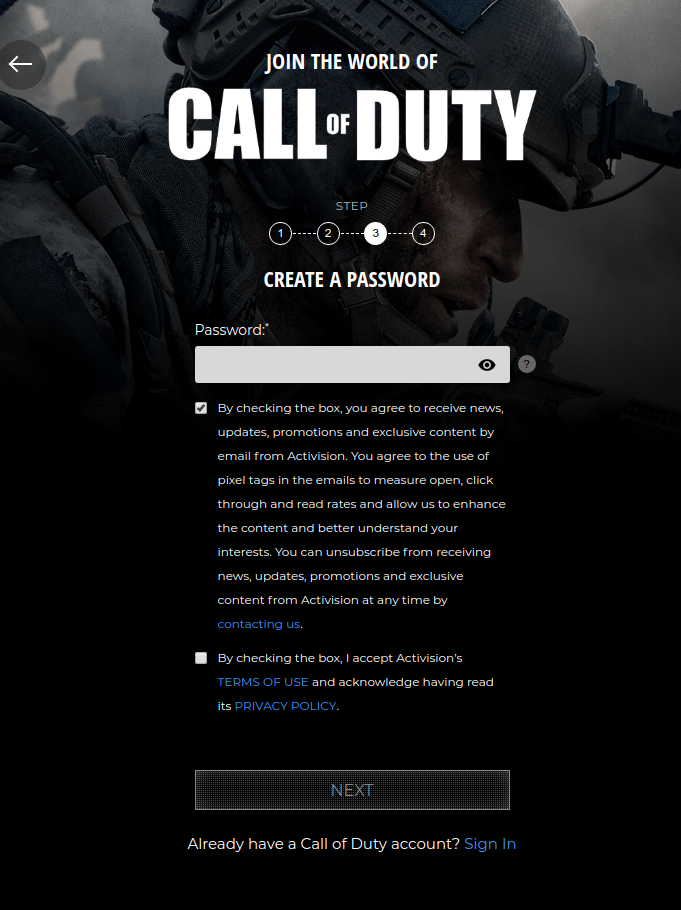 JOIN THE WORLD OF
CALL OF DUTY
STEP
1 2 3 4
CREATE A PASSWORD
Password:*
?
By checking the box, you agree to receive news,
updates, promotions and exclusive content by
email from Activision. You agree to the use of
pixel tags in the emails to measure open, click
through and read rates and allow us to enhance
the content and better understand your
interests. You can unsubscribe from receiving
news, updates, promotions and exclusive
content from Activision at any time by
contacting us.
By checking the box, I accept Activision's
TERMS OF USE and acknowledge having read
its PRIVACY POLICY.
NEXT
Already have a Call of Duty account? Sign In